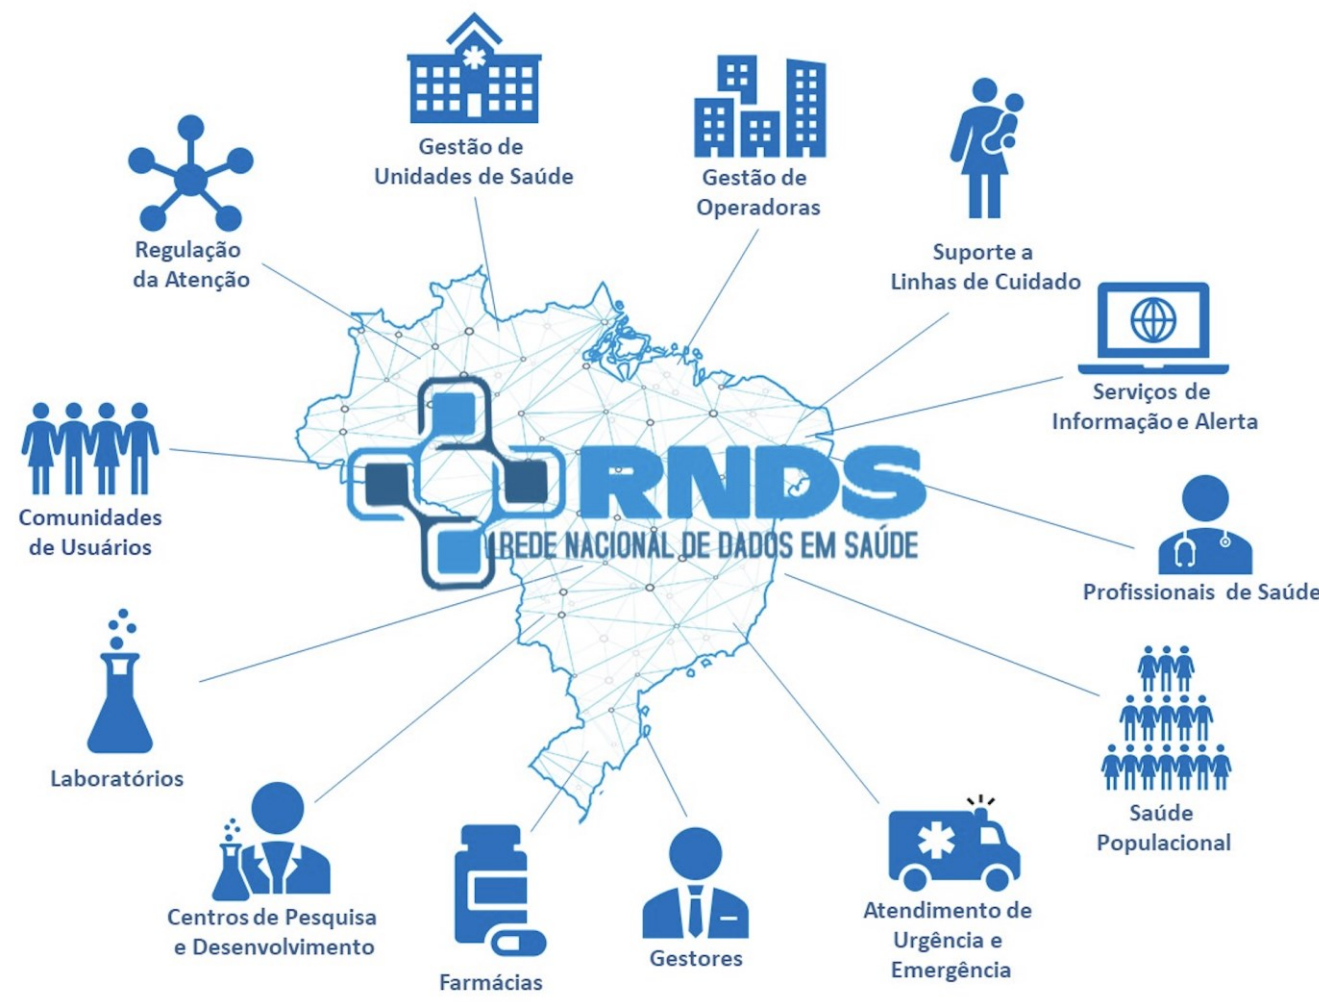 Gestão de
Unidades de Saúde
Gestão de
Operadoras
Regulação
da Atenção
Suporte a
Linhas de Cuidado
Serviços de
Informação e Alerta
Comunidades
de Usuários
RNDS
REDE NACIONAL DE DADOS EM SAÚDE
Profissionais de Saúde
Laboratórios
Saúde
Populacional
Centros de Pesquisa
e Desenvolvimento
Farmácias
Gestores
Atendimento de
Urgência e
Emergência